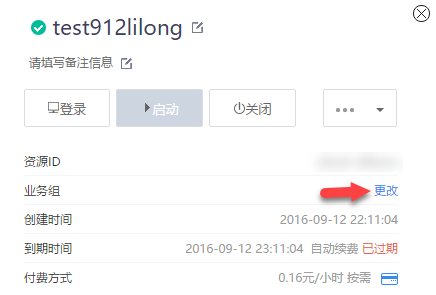 test912lilong
请填写备注信息
登录 启动 关闭
资源ID
业务组 更改
创建时间 2016-09-12 22:11:04
到期时间 2016-09-12 23:11:04 自动续费 已过期
付费方式 0.16元/小时 按需